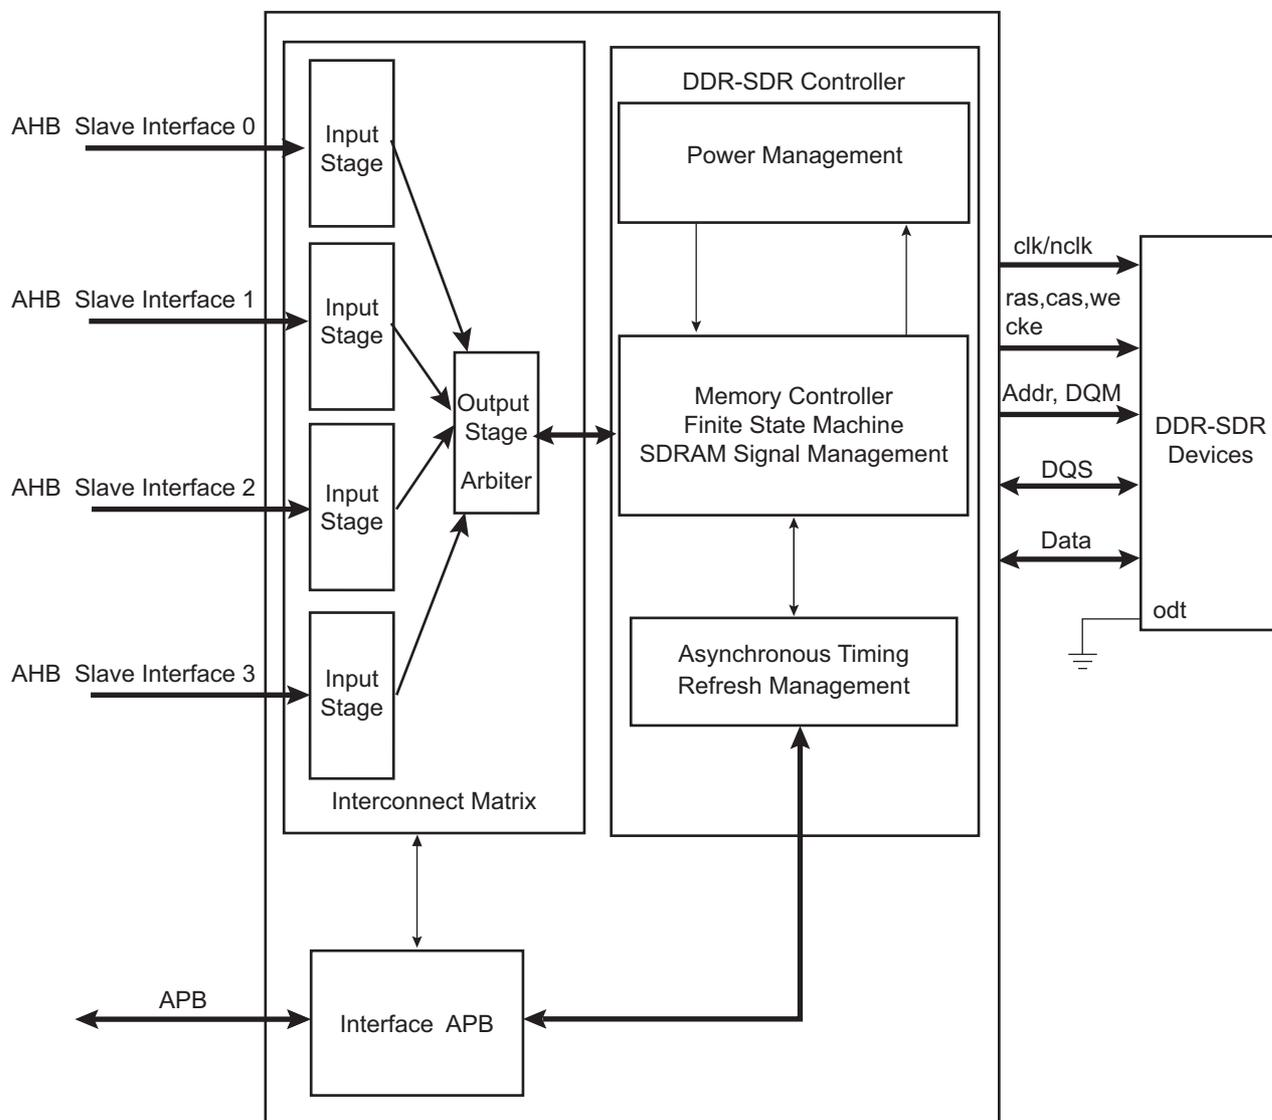 DDR-SDR Controller
AHB Slave Interface 0
Input
Stage
Power Management
clk/nclk
AHB Slave Interface 1
Input
Stage
ras,cas,we
cke
Output
Stage
Arbiter
Memory Controller
Finite State Machine
SDRAM Signal Management
Addr, DQM
DDR-SDR
Devices
AHB Slave Interface 2
Input
Stage
DQS
Data
odt
AHB Slave Interface 3
Input
Stage
Asynchronous Timing
Refresh Management
Interconnect Matrix
APB
Interface APB